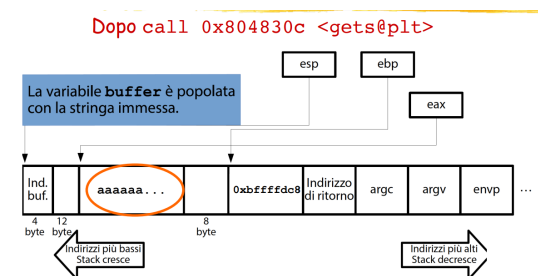 Dopo call 0x804830c <gets@plt>
esp
ebp
La variabile buffer è popolata
con la stringa immessa.
eax
Ind.
buf.
aaaaaa...
0xbffffdc8
Indirizzo
di ritorno
argc
argv
envp
...
4
byte
12
byte
8
byte
Indirizzi più bassi
Stack cresce
Indirizzi più alti
Stack decresce